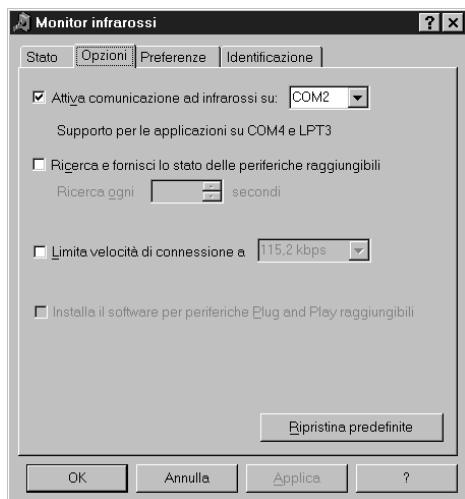 Monitor infrarossi
Stato Opzioni Preferenze Identificazione
Attiva comunicazione ad infrarossi su: COM2
Supporto per le applicazioni su COM4 e LPT3
Ricerca e fornisci lo stato delle periferiche raggiungibili
Ricerca ogni secondi
Limita velocità di connessione a 115,2 kbps
Installa il software per periferiche Plug and Play raggiungibili
Ripristina predefinite
OK Annulla Applica ?